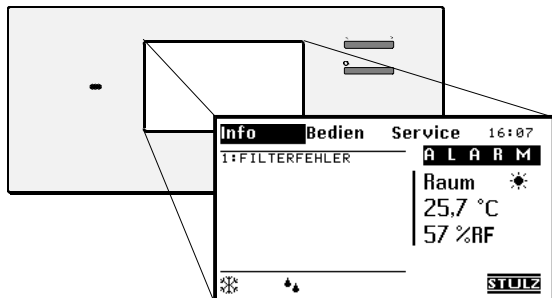 Info Bedien Service 16:07
1:FILTERFEHLER
A L A R M
Raum
25,7 °C
57 %RF
STULZ